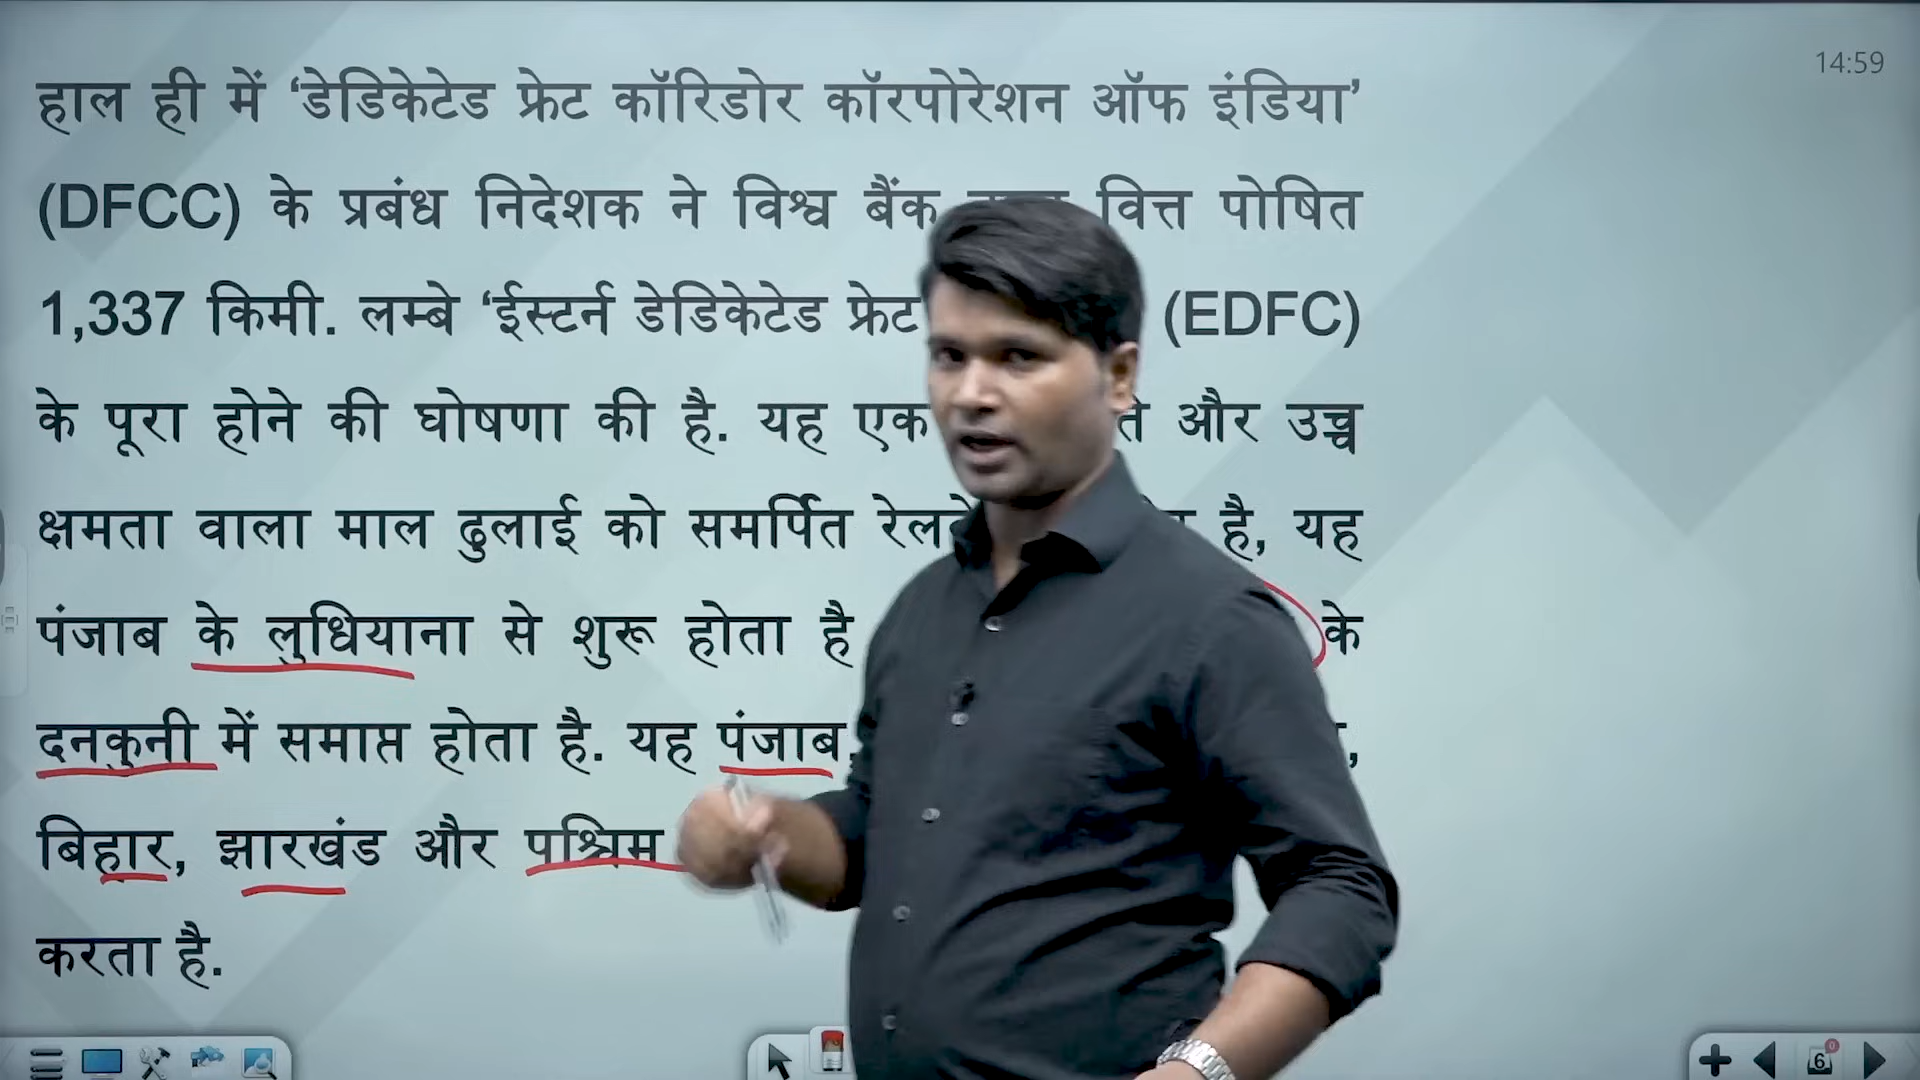 14:59
हाल ही में ‘डेडिकेटेड फ्रेट कॉरिडोर कॉरपोरेशन ऑफ इंडिया’
(DFCC) के प्रबंध निदेशक ने विश्व बैंक वित्त पोषित
1,337 किमी. लम्बे ‘ईस्टर्न डेडिकेटेड फ्रेट (EDFC)
के पूरा होने की घोषणा की है. यह एक और उच्च
क्षमता वाला माल ढुलाई को समर्पित है, यह
पंजाब के लुधियाना से शुरू होता है के
दनकुनी में समाप्त होता है. यह पंजाब,
बिहार, झारखंड और पश्चिम
करता है.
6